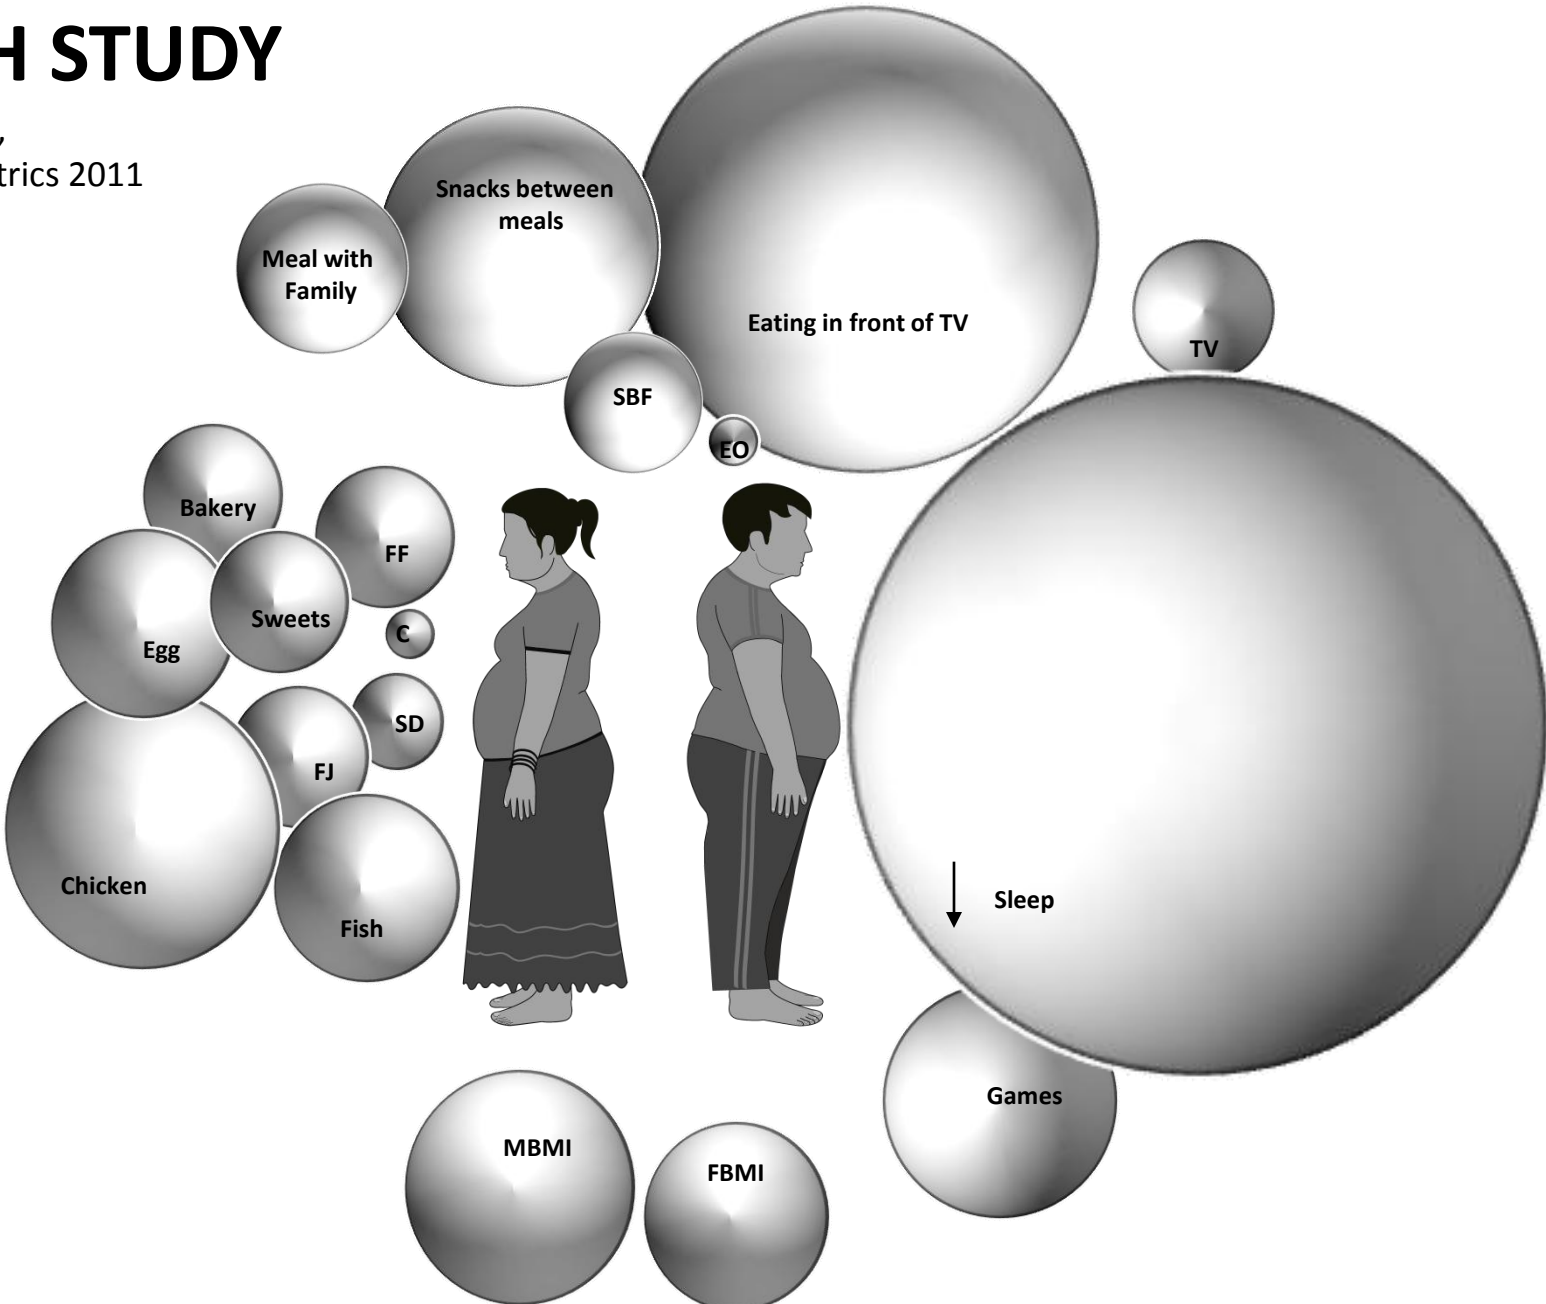 H STUDY
,
trics 2011
Snacks between
meals
Meal with
Family
Eating in front of TV
TV
SBF
EO
Bakery
FF
Sweets
C
Egg
SD
FJ
Chicken
Fish
Sleep
Games
MBMI
FBMI